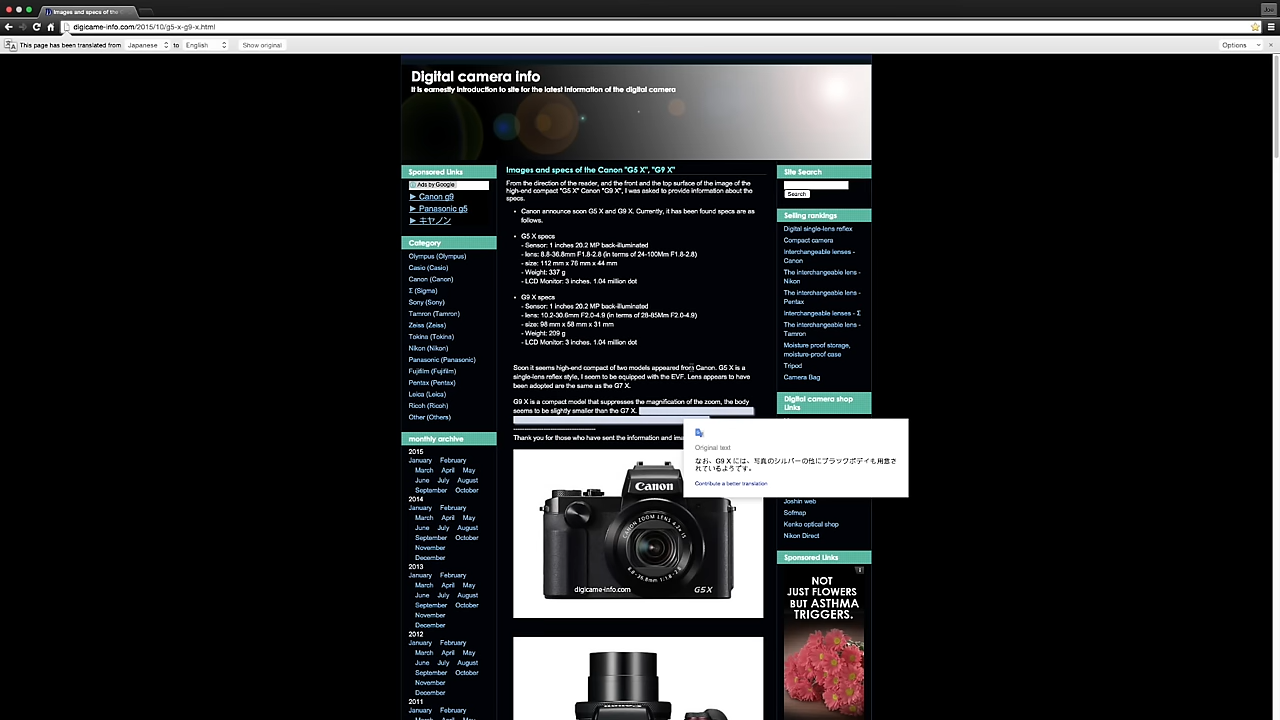 Images and specs of the C
Joe
digicame-info.com/2015/10/g5-x-g9-x.html
This page has been translated from Japanese to English Show original Options
Digital camera info
It is earnestly introduction to site for the latest information of the digital camera
Sponsored Links
Ads by Google
▶ Canon g9
▶ Panasonic g5
▶ キヤノン
Category
Olympus (Olympus)
Casio (Casio)
Canon (Canon)
Σ (Sigma)
Sony (Sony)
Tamron (Tamron)
Zeiss (Zeiss)
Tokina (Tokina)
Nikon (Nikon)
Panasonic (Panasonic)
Fujifilm (Fujifilm)
Pentax (Pentax)
Leica (Leica)
Ricoh (Ricoh)
Other (Others)
monthly archive
2015
January February
March April May
June July August
September October
2014
January February
March April May
June July August
September October
November
December
2013
January February
March April May
June July August
September October
November
December
2012
January February
March April May
June July August
September October
November
December
2011
January February
March April May
Images and specs of the Canon "G5 X", "G9 X"
From the direction of the reader, and the front and the top surface of the image of the
high-end compact "G5 X" Canon "G9 X", I was asked to provide information about the
specs.
• Canon announce soon G5 X and G9 X. Currently, it has been found specs are as
follows.
• G5 X specs
- Sensor: 1 inches 20.2 MP back-illuminated
- lens: 8.8-36.8mm F1.8-2.8 (in terms of 24-100Mm F1.8-2.8)
- size: 112 mm x 76 mm x 44 mm
- Weight: 337 g
- LCD Monitor: 3 inches. 1.04 million dot
• G9 X specs
- Sensor: 1 inches 20.2 MP back-illuminated
- lens: 10.2-30.6mm F2.0-4.9 (in terms of 28-85Mm F2.0-4.9)
- size: 98 mm x 58 mm x 31 mm
- Weight: 209 g
- LCD Monitor: 3 inches. 1.04 million dot
Soon it seems high-end compact of two models appeared from Canon. G5 X is a
single-lens reflex style, I seem to be equipped with the EVF. Lens appears to have
been adopted are the same as the G7 X.
G9 X is a compact model that suppresses the magnification of the zoom, the body
seems to be slightly smaller than the G7 X.
Thank you for those who have sent the information and
Original text
なお、G9 X には、写真のシルバーの他にブラックボディも用意さ
れているようです。
Contribute a better translation
Canon
CANON ZOOM LENS 4.2×IS
8.8-36.8mm 1:1.8-2.8
digicame-info.com
G5X
Site Search
Search
Selling rankings
Digital single-lens reflex
Compact camera
Interchangeable lenses -
Canon
The interchangeable lens -
Nikon
The interchangeable lens -
Pentax
Interchangeable lenses - Σ
The interchangeable lens -
Tamron
Moisture proof storage,
moisture-proof case
Tripod
Camera Bag
Digital camera shop
Links
Joshin web
Sofmap
Kenko optical shop
Nikon Direct
Sponsored Links
NOT
JUST FLOWERS
BUT ASTHMA
TRIGGERS.